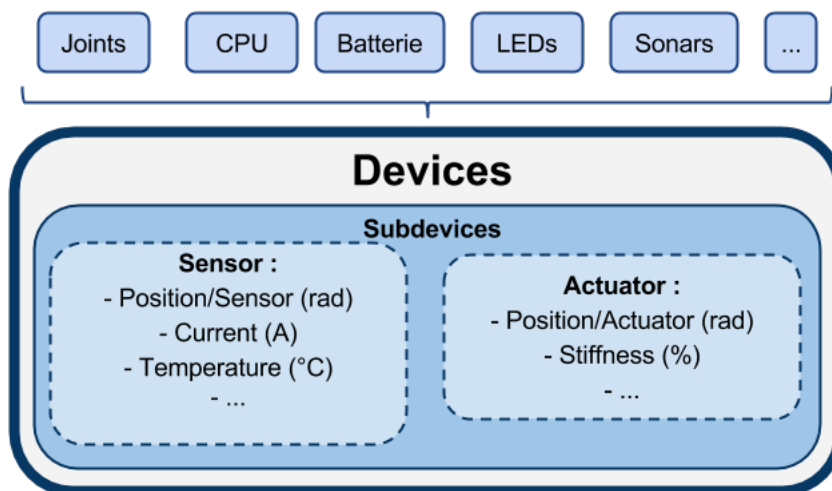 Joints
CPU
Batterie
LEDs
Sonars
...
Devices
Subdevices
Sensor :
- Position/Sensor (rad)
- Current (A)
- Temperature (°C)
- ...
Actuator :
- Position/Actuator (rad)
- Stiffness (%)
- ...